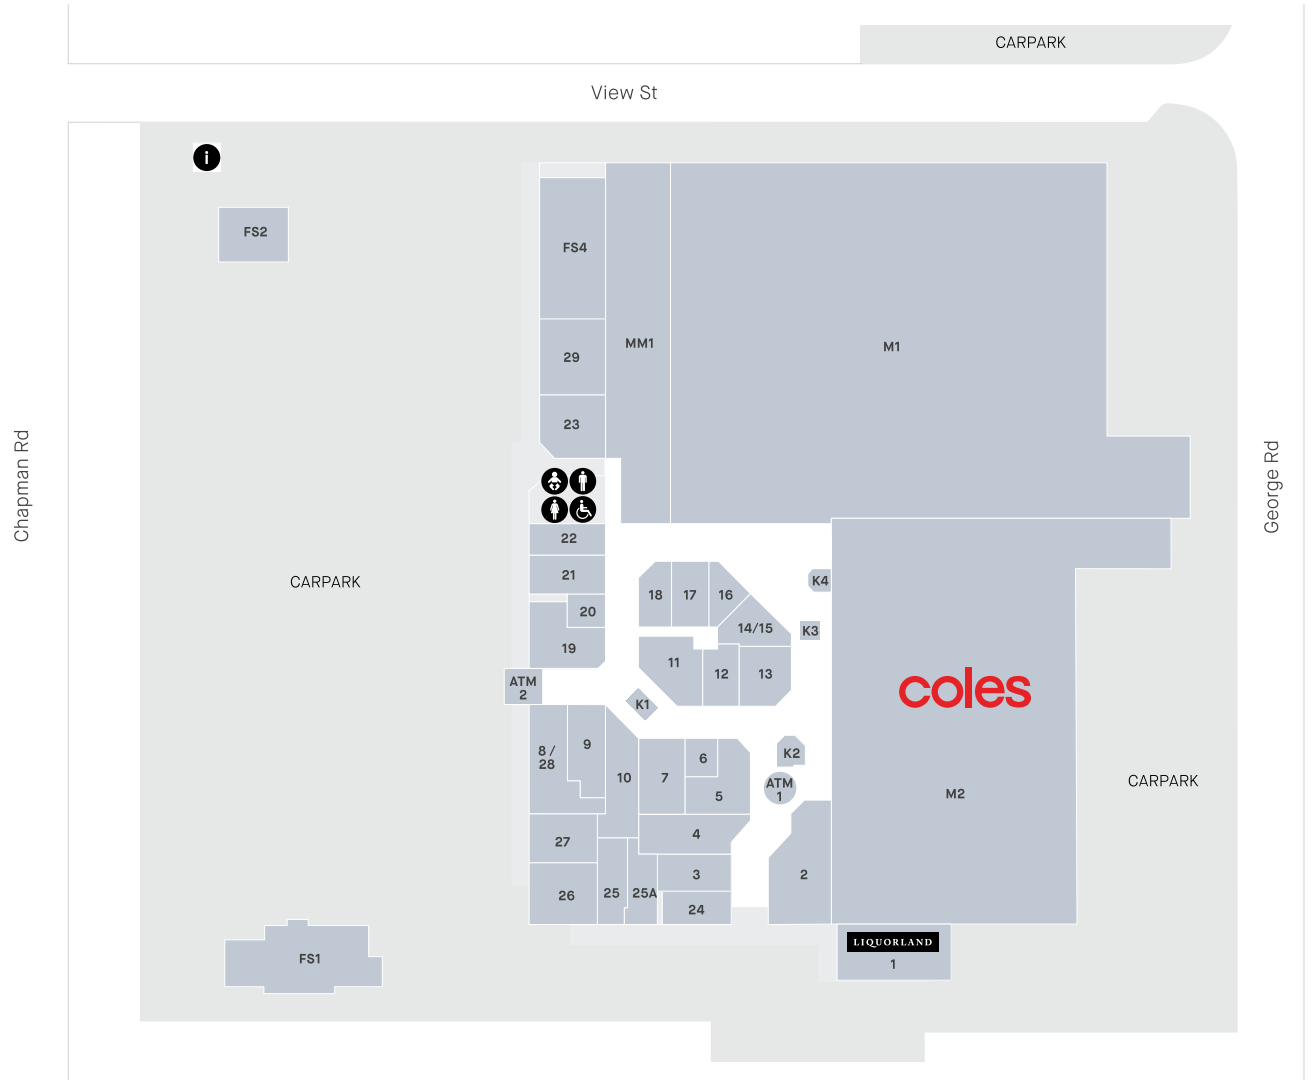 CARPARK
View St
i
FS2
FS4
MM1
M1
29
23
Chapman Rd
George Rd
22
21
20
19
CARPARK
18
17
16
14/15
K4
K3
11
12
13
ATM
2
K1
coles
8 /
28
9
10
7
6
5
K2
ATM
1
M2
CARPARK
27
4
26
25
25A
3
24
2
LIQUORLAND
1
FS1